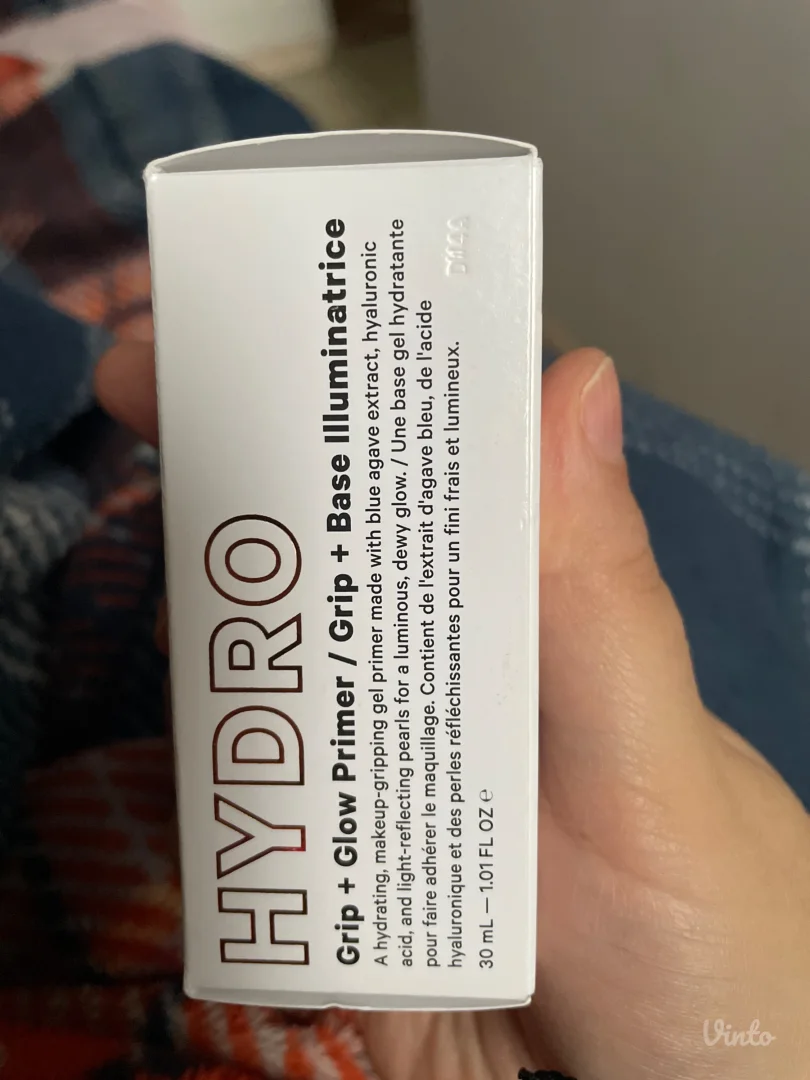 HYDRO
Grip + Glow Primer / Grip + Base Illuminatrice
A hydrating, makeup-gripping gel primer made with blue agave extract, hyaluronic
acid, and light-reflecting pearls for a luminous, dewy glow. / Une base gel hydratante
pour faire adhérer le maquillage. Contient de l'extrait d'agave bleu, de l'acide
hyaluronique et des perles réfléchissantes pour un fini frais et lumineux.
30 mL — 1.01 FL OZ ℮
Vinto